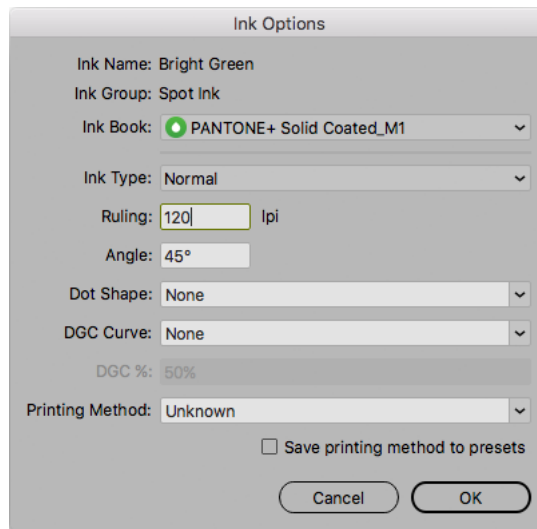 Ink Options
Ink Name: Bright Green
Ink Group: Spot Ink
Ink Book: PANTONE+ Solid Coated_M1
Ink Type: Normal
Ruling: 120 lpi
Angle: 45°
Dot Shape: None
DGC Curve: None
DGC %: 50%
Printing Method: Unknown
Save printing method to presets
Cancel OK